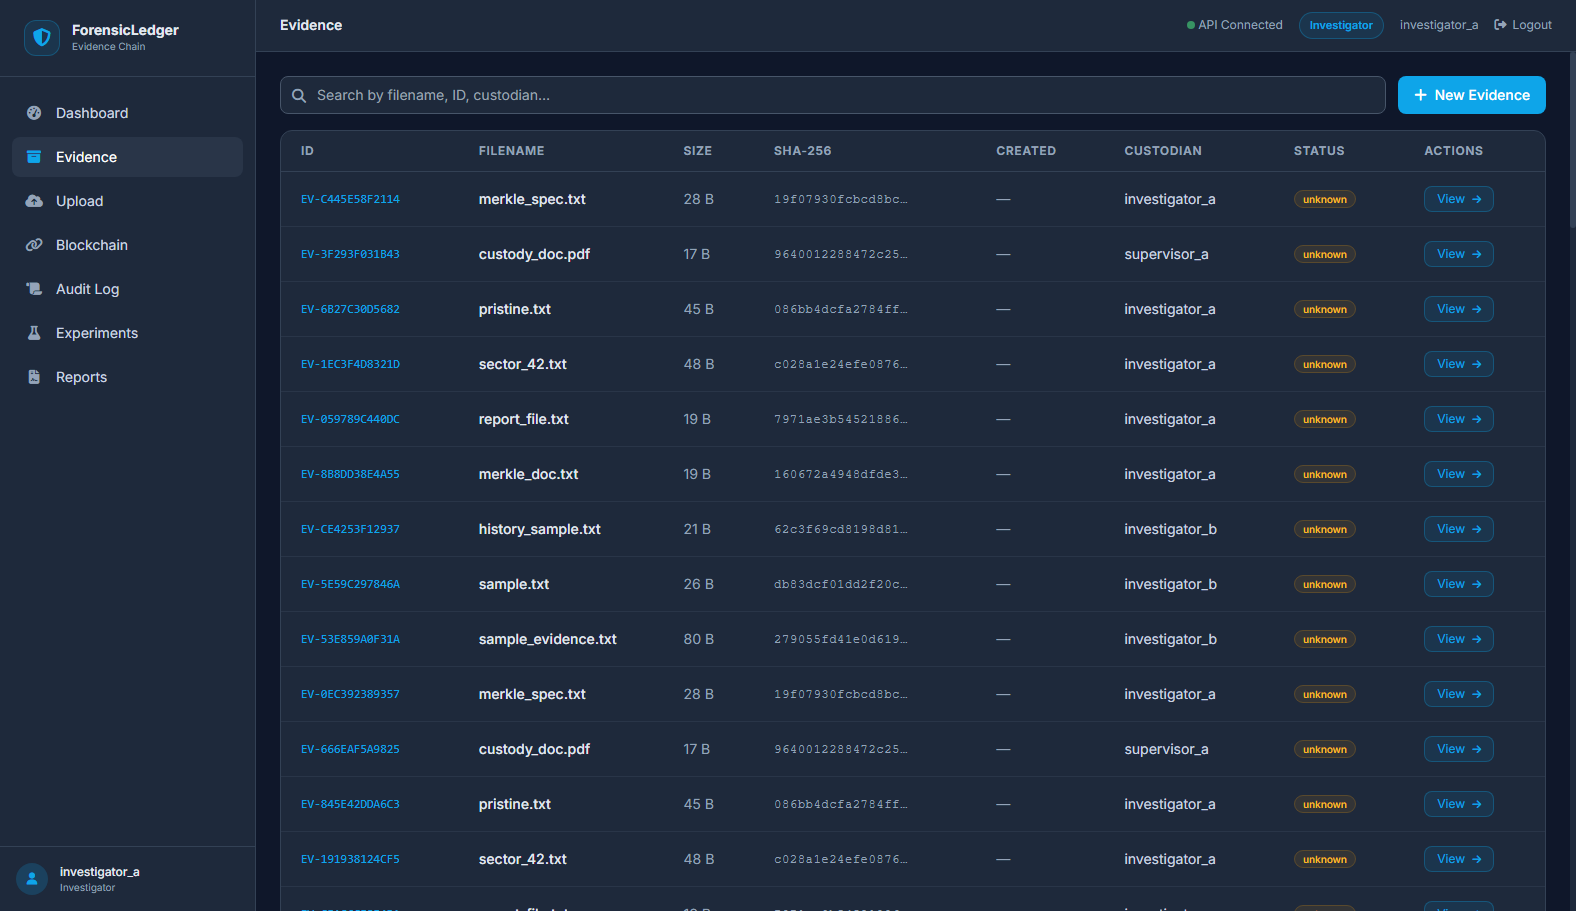 ForensicLedger
Evidence Chain
Dashboard
Evidence
Upload
Blockchain
Audit Log
Experiments
Reports
investigator_a
Investigator
Evidence
API Connected
Investigator
investigator_a
Logout
Search by filename, ID, custodian...
+ New Evidence
ID FILENAME SIZE SHA-256 CREATED CUSTODIAN STATUS ACTIONS
EV-C445E58F2114 merkle_spec.txt 28 B 19f07930fcbcd8bc… — investigator_a unknown View →
EV-3F293F031B43 custody_doc.pdf 17 B 9640012288472c25… — supervisor_a unknown View →
EV-6B27C30D5682 pristine.txt 45 B 086bb4dcfa2784ff… — investigator_a unknown View →
EV-1EC3F4D8321D sector_42.txt 48 B c028a1e24efe0876… — investigator_a unknown View →
EV-059789C440DC report_file.txt 19 B 7971ae3b54521886… — investigator_a unknown View →
EV-8B8DD38E4A55 merkle_doc.txt 19 B 160672a4948dfde3… — investigator_a unknown View →
EV-CE4253F12937 history_sample.txt 21 B 62c3f69cd8198d81… — investigator_b unknown View →
EV-5E59C297846A sample.txt 26 B db83dcf01dd2f20c… — investigator_b unknown View →
EV-53E859A0F31A sample_evidence.txt 80 B 279055fd41e0d619… — investigator_b unknown View →
EV-0EC392389357 merkle_spec.txt 28 B 19f07930fcbcd8bc… — investigator_a unknown View →
EV-666EAF5A9825 custody_doc.pdf 17 B 9640012288472c25… — supervisor_a unknown View →
EV-845E42DDA6C3 pristine.txt 45 B 086bb4dcfa2784ff… — investigator_a unknown View →
EV-191938124CF5 sector_42.txt 48 B c028a1e24efe0876… — investigator_a unknown View →